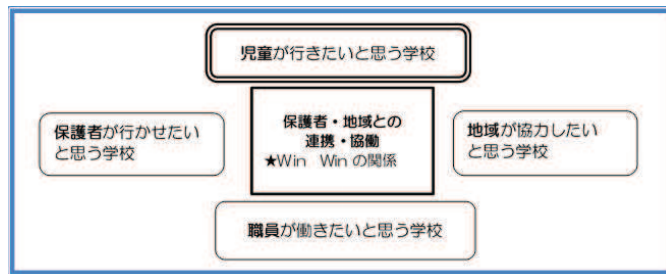 児童が行きたいと思う学校
保護者が行かせたい
と思う学校
保護者・地域との
連携・協働
★Win Win の関係
地域が協力したい
と思う学校
職員が働きたいと思う学校